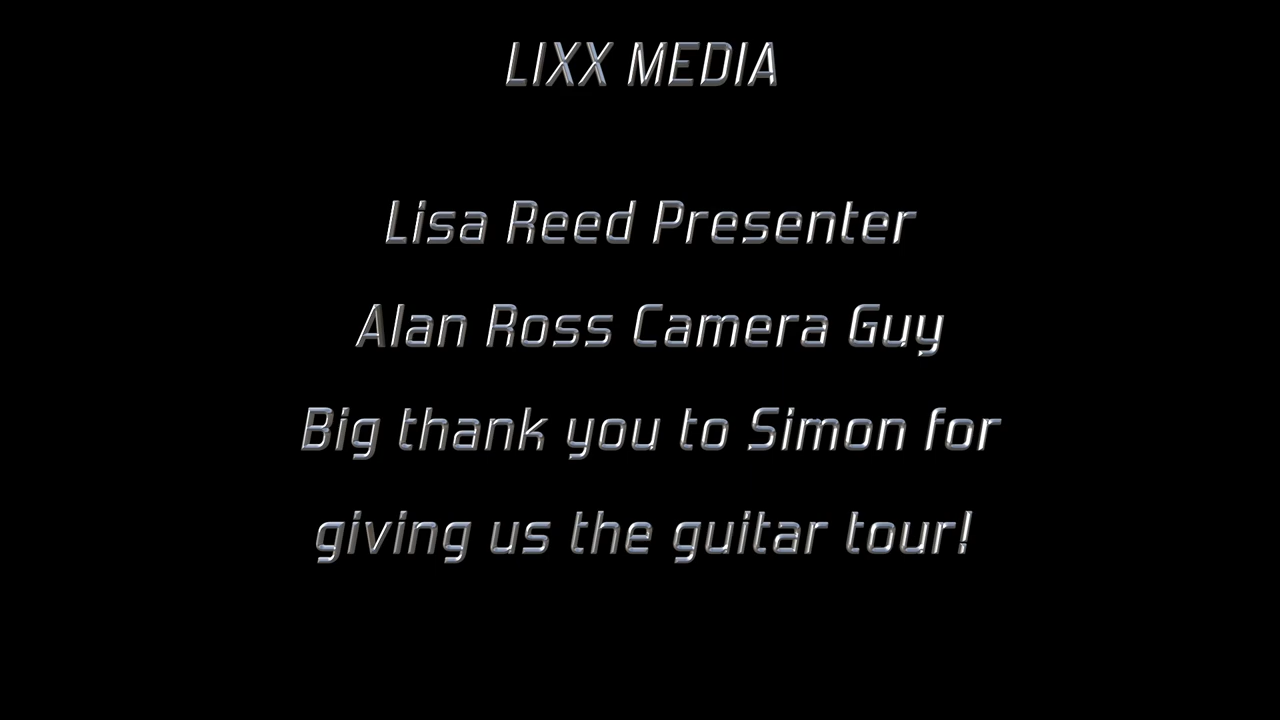 LIXX MEDIA
Lisa Reed Presenter
Alan Ross Camera Guy
Big thank you to Simon for
giving us the guitar tour!